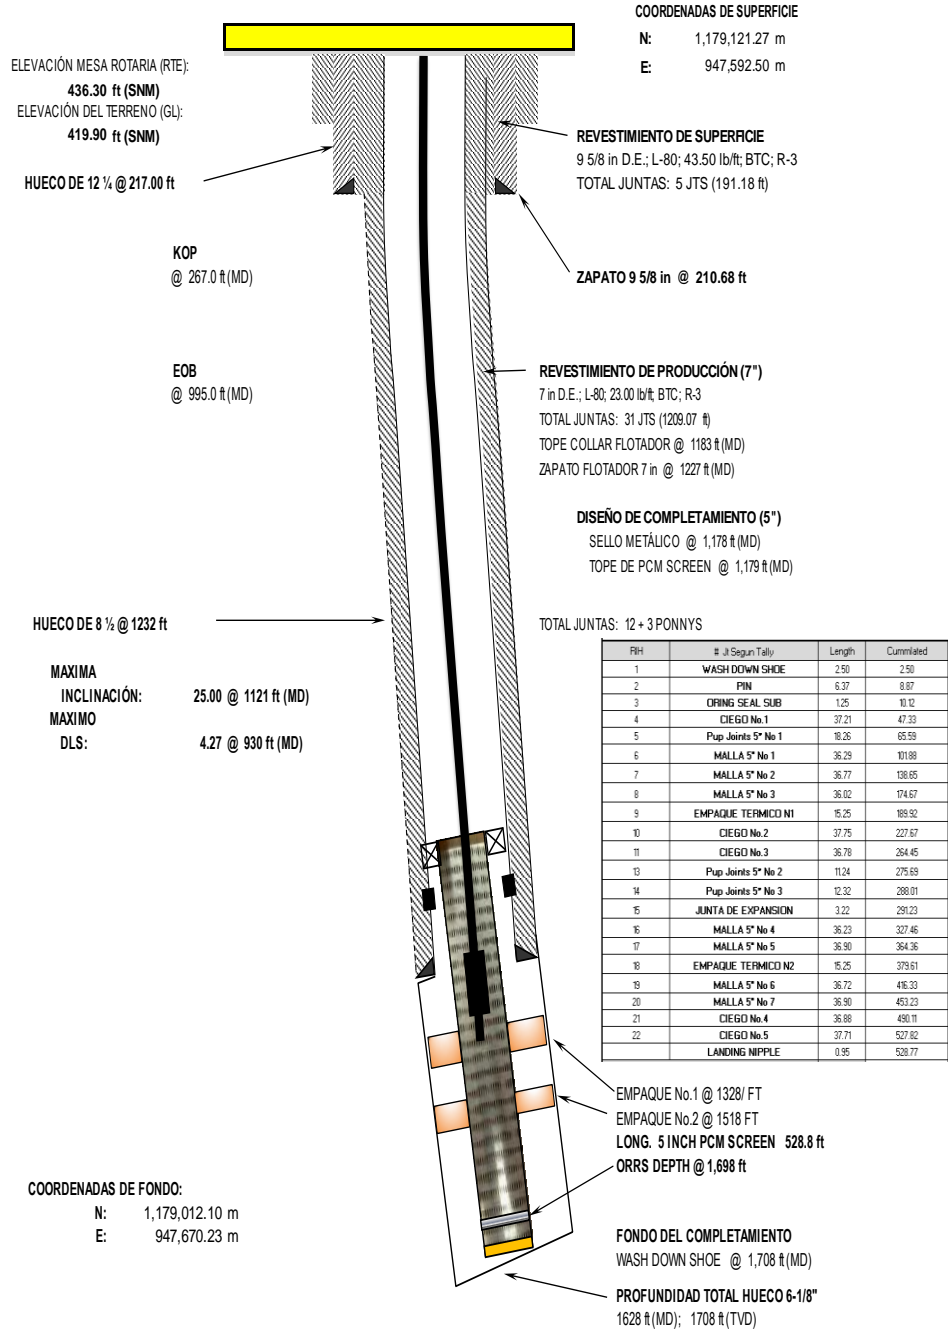 COORDENADAS DE SUPERFICIE
N: 1,179,121.27 m
E: 947,592.50 m
ELEVACIÓN MESA ROTARIA (RTE):
436.30 ft (SNM)
ELEVACIÓN DEL TERRENO (GL):
419.90 ft (SNM)
HUECO DE 12 ¼ @ 217.00 ft
REVESTIMIENTO DE SUPERFICIE
9 5/8 in D.E.; L-80; 43.50 lb/ft; BTC; R-3
TOTAL JUNTAS: 5 JTS (191.18 ft)
KOP
@ 267.0 ft (MD)
ZAPATO 9 5/8 in @ 210.68 ft
EOB
@ 995.0 ft (MD)
REVESTIMIENTO DE PRODUCCIÓN (7")
7 in D.E.; L-80; 23.00 lb/ft; BTC; R-3
TOTAL JUNTAS: 31 JTS (1209.07 ft)
TOPE COLLAR FLOTADOR @ 1183 ft (MD)
ZAPATO FLOTADOR 7 in @ 1227 ft (MD)
DISEÑO DE COMPLETAMIENTO (5")
SELLO METÁLICO @ 1,178 ft (MD)
TOPE DE PCM SCREEN @ 1,179 ft (MD)
HUECO DE 8 ½ @ 1232 ft
MAXIMA
INCLINACIÓN: 25.00 @ 1121 ft (MD)
MAXIMO
DLS: 4.27 @ 930 ft (MD)
TOTAL JUNTAS: 12 + 3 PONNYS
RIH # Jt Segun Tally Length Cummlated
1 WASH DOWN SHOE 2.50 2.50
2 PIN 6.37 8.87
3 ORING SEAL SUB 1.25 10.12
4 CIEGO No.1 37.21 47.33
5 Pup Joints 5" No 1 18.26 65.59
6 MALLA 5" No 1 36.29 101.88
7 MALLA 5" No 2 36.77 138.65
8 MALLA 5" No 3 36.02 174.67
9 EMPAQUE TERMICO N1 15.25 189.92
10 CIEGO No.2 37.75 227.67
11 CIEGO No.3 36.78 264.45
13 Pup Joints 5" No 2 11.24 275.69
14 Pup Joints 5" No 3 12.32 288.01
15 JUNTA DE EXPANSION 3.22 291.23
16 MALLA 5" No 4 36.23 327.46
17 MALLA 5" No 5 36.90 364.36
18 EMPAQUE TERMICO N2 15.25 379.61
19 MALLA 5" No 6 36.72 416.33
20 MALLA 5" No 7 36.90 453.23
21 CIEGO No.4 36.88 490.11
22 CIEGO No.5 37.71 527.82
LANDING NIPPLE 0.95 528.77
EMPAQUE No.1 @ 1328/ FT
EMPAQUE No.2 @ 1518 FT
LONG. 5 INCH PCM SCREEN 528.8 ft
ORRS DEPTH @ 1,698 ft
COORDENADAS DE FONDO:
N: 1,179,012.10 m
E: 947,670.23 m
FONDO DEL COMPLETAMIENTO
WASH DOWN SHOE @ 1,708 ft (MD)
PROFUNDIDAD TOTAL HUECO 6-1/8"
1628 ft (MD); 1708 ft (TVD)